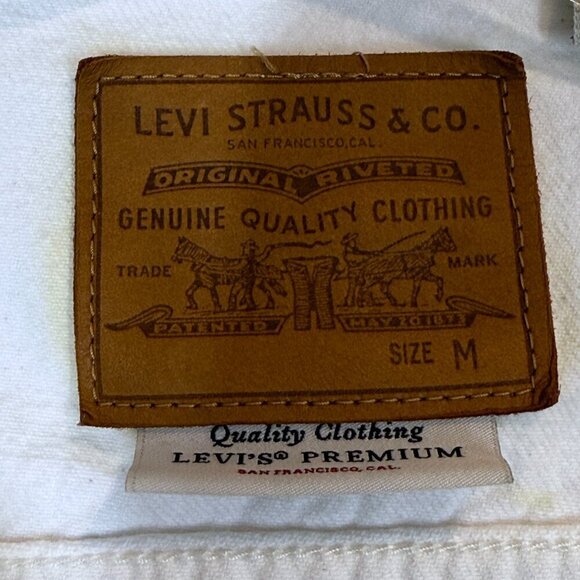 LEVI STRAUSS & CO.
SAN FRANCISCO, CAL.
ORIGINAL RIVETED
GENUINE QUALITY CLOTHING
TRADE MARK
PATENTED MAY 20 1873
SIZE M
Quality Clothing
LEVI'S® PREMIUM
SAN FRANCISCO, CAL.